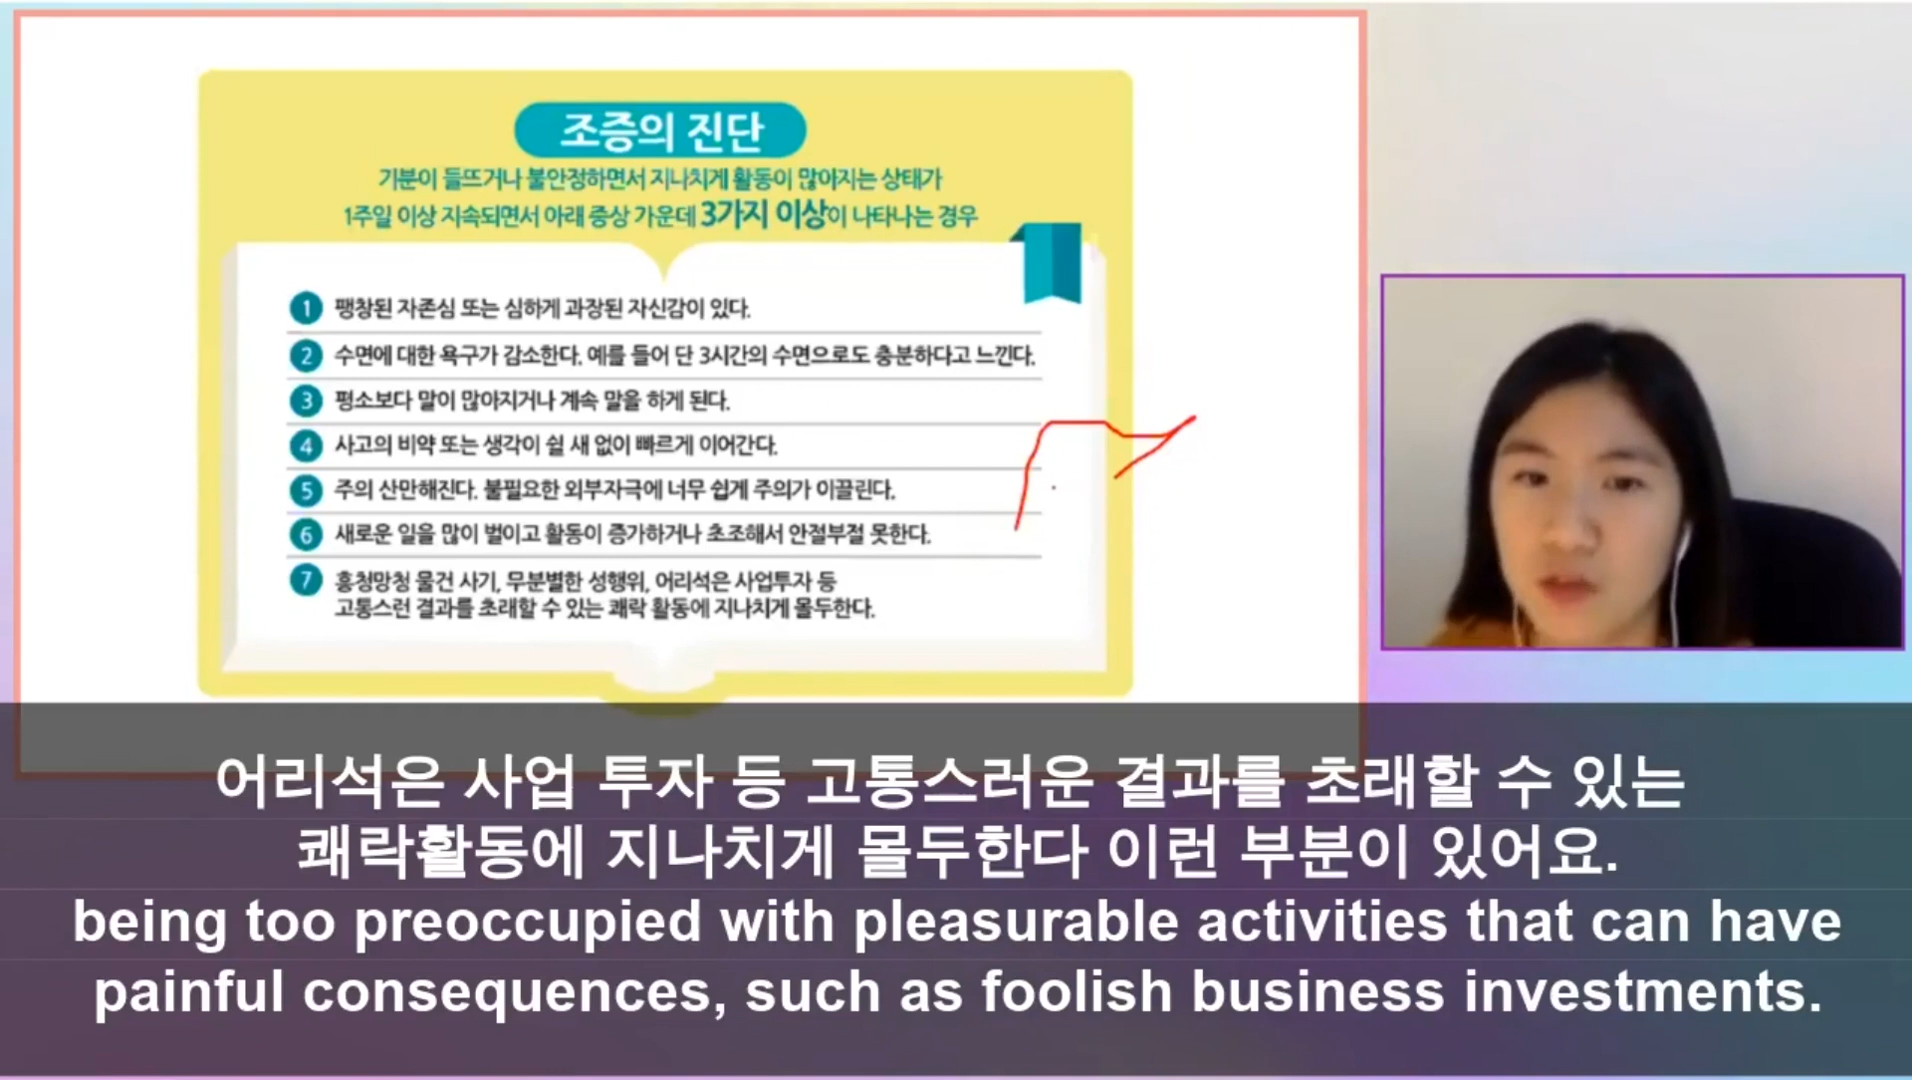 조증의 진단
기분이 들뜨거나 불안정하면서 지나치게 활동이 많아지는 상태가
1주일 이상 지속되면서 아래 증상 가운데 3가지 이상이 나타나는 경우
1 팽창된 자존심 또는 심하게 과장된 자신감이 있다.
2 수면에 대한 욕구가 감소한다. 예를 들어 단 3시간의 수면으로도 충분하다고 느낀다.
3 평소보다 말이 많아지거나 계속 말을 하게 된다.
4 사고의 비약 또는 생각이 쉴 새 없이 빠르게 이어간다.
5 주의 산만해진다. 불필요한 외부자극에 너무 쉽게 주의가 이끌린다.
6 새로운 일을 많이 벌이고 활동이 증가하거나 초조해서 안절부절 못한다.
7 흥청망청 물건 사기, 무분별한 성행위, 어리석은 사업투자 등
고통스런 결과를 초래할 수 있는 쾌락 활동에 지나치게 몰두한다.
어리석은 사업 투자 등 고통스러운 결과를 초래할 수 있는
쾌락활동에 지나치게 몰두한다 이런 부분이 있어요.
being too preoccupied with pleasurable activities that can have
painful consequences, such as foolish business investments.